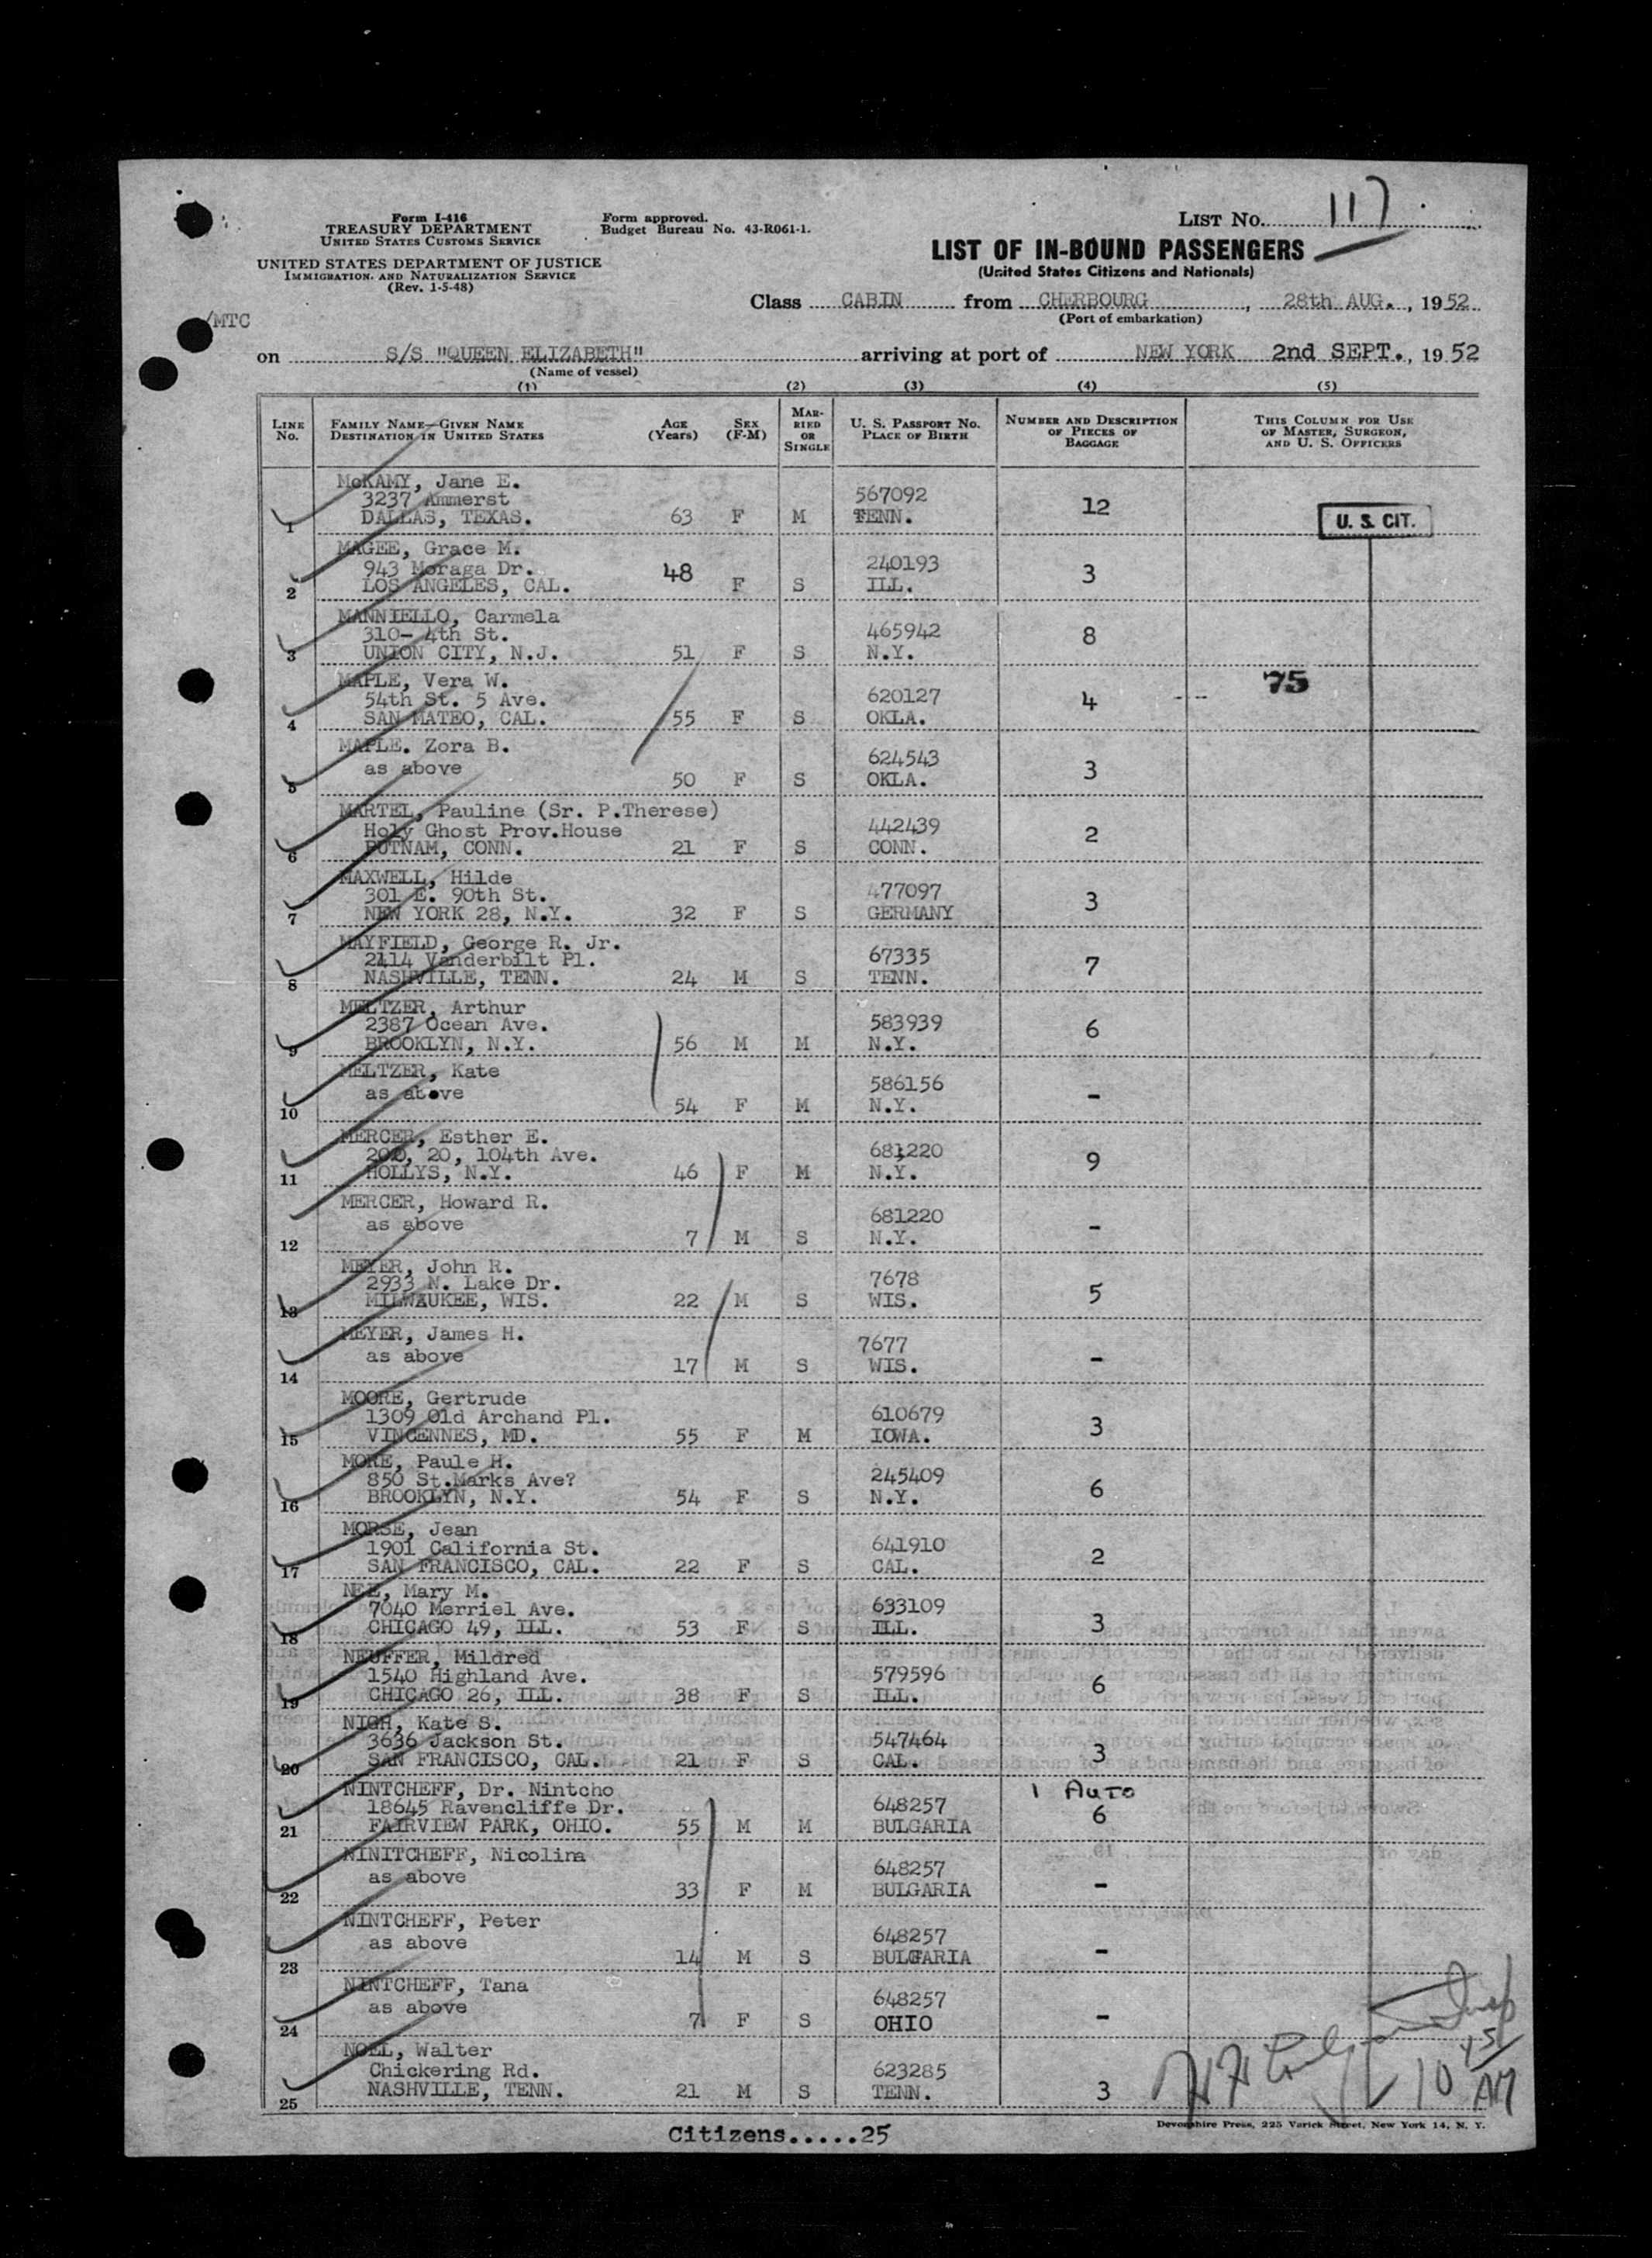 Form I-416
TREASURY DEPARTMENT
UNITED STATES CUSTOMS SERVICE
UNITED STATES DEPARTMENT OF JUSTICE
IMMIGRATION AND NATURALIZATION SERVICE
(Rev. 1-5-48)
Form approved.
Budget Bureau No. 43-R061-1.
LIST No. 117
LIST OF IN-BOUND PASSENGERS
(United States Citizens and Nationals)
Class CABIN from CHERBOURG, 28th AUG., 1952
(Port of embarkation)
/MTC
on S/S "QUEEN ELIZABETH" arriving at port of NEW YORK 2nd SEPT., 1952
(Name of vessel)
(1) (2) (3) (4) (5)
LINE No. FAMILY NAME—GIVEN NAME DESTINATION IN UNITED STATES AGE (Years) SEX (F-M) MARRIED OR SINGLE U. S. PASSPORT NO. PLACE OF BIRTH NUMBER AND DESCRIPTION OF PIECES OF BAGGAGE THIS COLUMN FOR USE OF MASTER, SURGEON, AND U. S. OFFICERS
McKAMY, Jane E.
3237 Ammerst 567092 12
1 DALLAS, TEXAS. 63 F M TENN. U. S. CIT.
MAGEE, Grace M.
943 Moraga Dr. 48 240193 3
2 LOS ANGELES, CAL. F S ILL.
MANNIELLO, Carmela
310- 4th St. 465942 8
3 UNION CITY, N.J. 51 F S N.Y.
MAPLE, Vera W. 75
54th St. 5 Ave. 620127 4 - --
4 SAN MATEO, CAL. 55 F S OKLA.
MAPLE. Zora B.
as above 624543 3
5 50 F S OKLA.
MARTEL, Pauline (Sr. P.Therese)
Holy Ghost Prov.House 442439 2
6 PUTNAM, CONN. 21 F S CONN.
MAXWELL, Hilde
301 E. 90th St. 477097 3
7 NEW YORK 28, N.Y. 32 F S GERMANY
MAYFIELD, George R. Jr.
2114 Vanderbilt Pl. 67335 7
8 NASHVILLE, TENN. 24 M S TENN.
MELTZER, Arthur
2387 Ocean Ave. 583939 6
9 BROOKLYN, N.Y. 56 M M N.Y.
MELTZER, Kate
as above 586156 -
10 54 F M N.Y.
MERCER, Esther E.
200, 20, 104th Ave. 681220 9
11 HOLLYS, N.Y. 46 F M N.Y.
MERCER, Howard R.
as above 681220 -
12 7 M S N.Y.
MEYER, John R.
2933 N. Lake Dr. 7678 5
13 MILWAUKEE, WIS. 22 M S WIS.
MEYER, James H.
as above 7677 -
14 17 M S WIS.
MOORE, Gertrude
1309 Old Archand Pl. 610679 3
15 VINCENNES, MD. 55 F M IOWA.
MORE, Paule H.
850 St.Marks Ave? 245409 6
16 BROOKLYN, N.Y. 54 F S N.Y.
MORSE, Jean
1901 California St. 641910 2
17 SAN FRANCISCO, CAL. 22 F S CAL.
NEE, Mary M.
7040 Merriel Ave. 633109 3
18 CHICAGO 49, ILL. 53 F S ILL.
NEUFFER, Mildred
1540 Highland Ave. 579596 6
19 CHICAGO 26, ILL. 38 F S ILL.
NIGH, Kate S.
3636 Jackson St. 547464 3
20 SAN FRANCISCO, CAL. 21 F S CAL.
NINTCHEFF, Dr. Nintcho 1 AUTO
18645 Ravencliffe Dr. 648257 6
21 FAIRVIEW PARK, OHIO. 55 M M BULGARIA
NINITCHEFF, Nicolina
as above 648257 -
22 33 F M BULGARIA
NINTCHEFF, Peter
as above 648257 -
23 14 M S BULGARIA
NINTCHEFF, Tana
as above 648257 -
24 7 F S OHIO
NOEL, Walter
Chickering Rd. 623285 3
25 NASHVILLE, TENN. 21 M S TENN.
10 45 AM
Citizens.....25
Devonshire Press, 225 Varick Street, New York 14, N. Y.